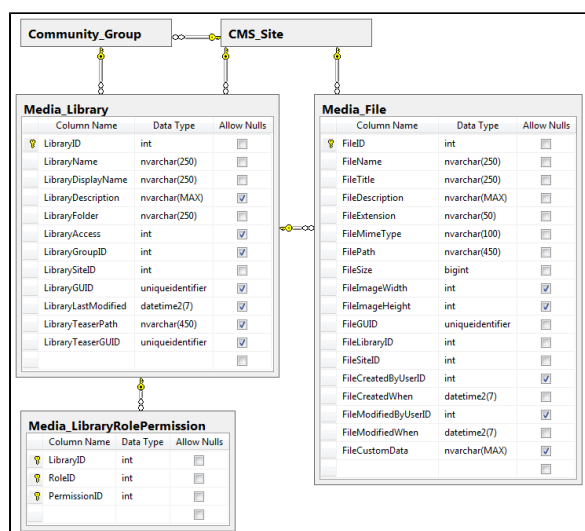 Community_Group
CMS_Site
Media_Library
Column Name Data Type Allow Nulls
LibraryID int
LibraryName nvarchar(250)
LibraryDisplayName nvarchar(250)
LibraryDescription nvarchar(MAX)
LibraryFolder nvarchar(250)
LibraryAccess int
LibraryGroupID int
LibrarySiteID int
LibraryGUID uniqueidentifier
LibraryLastModified datetime2(7)
LibraryTeaserPath nvarchar(450)
LibraryTeaserGUID uniqueidentifier
Media_File
Column Name Data Type Allow Nulls
FileID int
FileName nvarchar(250)
FileTitle nvarchar(250)
FileDescription nvarchar(MAX)
FileExtension nvarchar(50)
FileMimeType nvarchar(100)
FilePath nvarchar(450)
FileSize bigint
FileImageWidth int
FileImageHeight int
FileGUID uniqueidentifier
FileLibraryID int
FileSiteID int
FileCreatedByUserID int
FileCreatedWhen datetime2(7)
FileModifiedByUserID int
FileModifiedWhen datetime2(7)
FileCustomData nvarchar(MAX)
Media_LibraryRolePermission
Column Name Data Type Allow Nulls
LibraryID int
RoleID int
PermissionID int